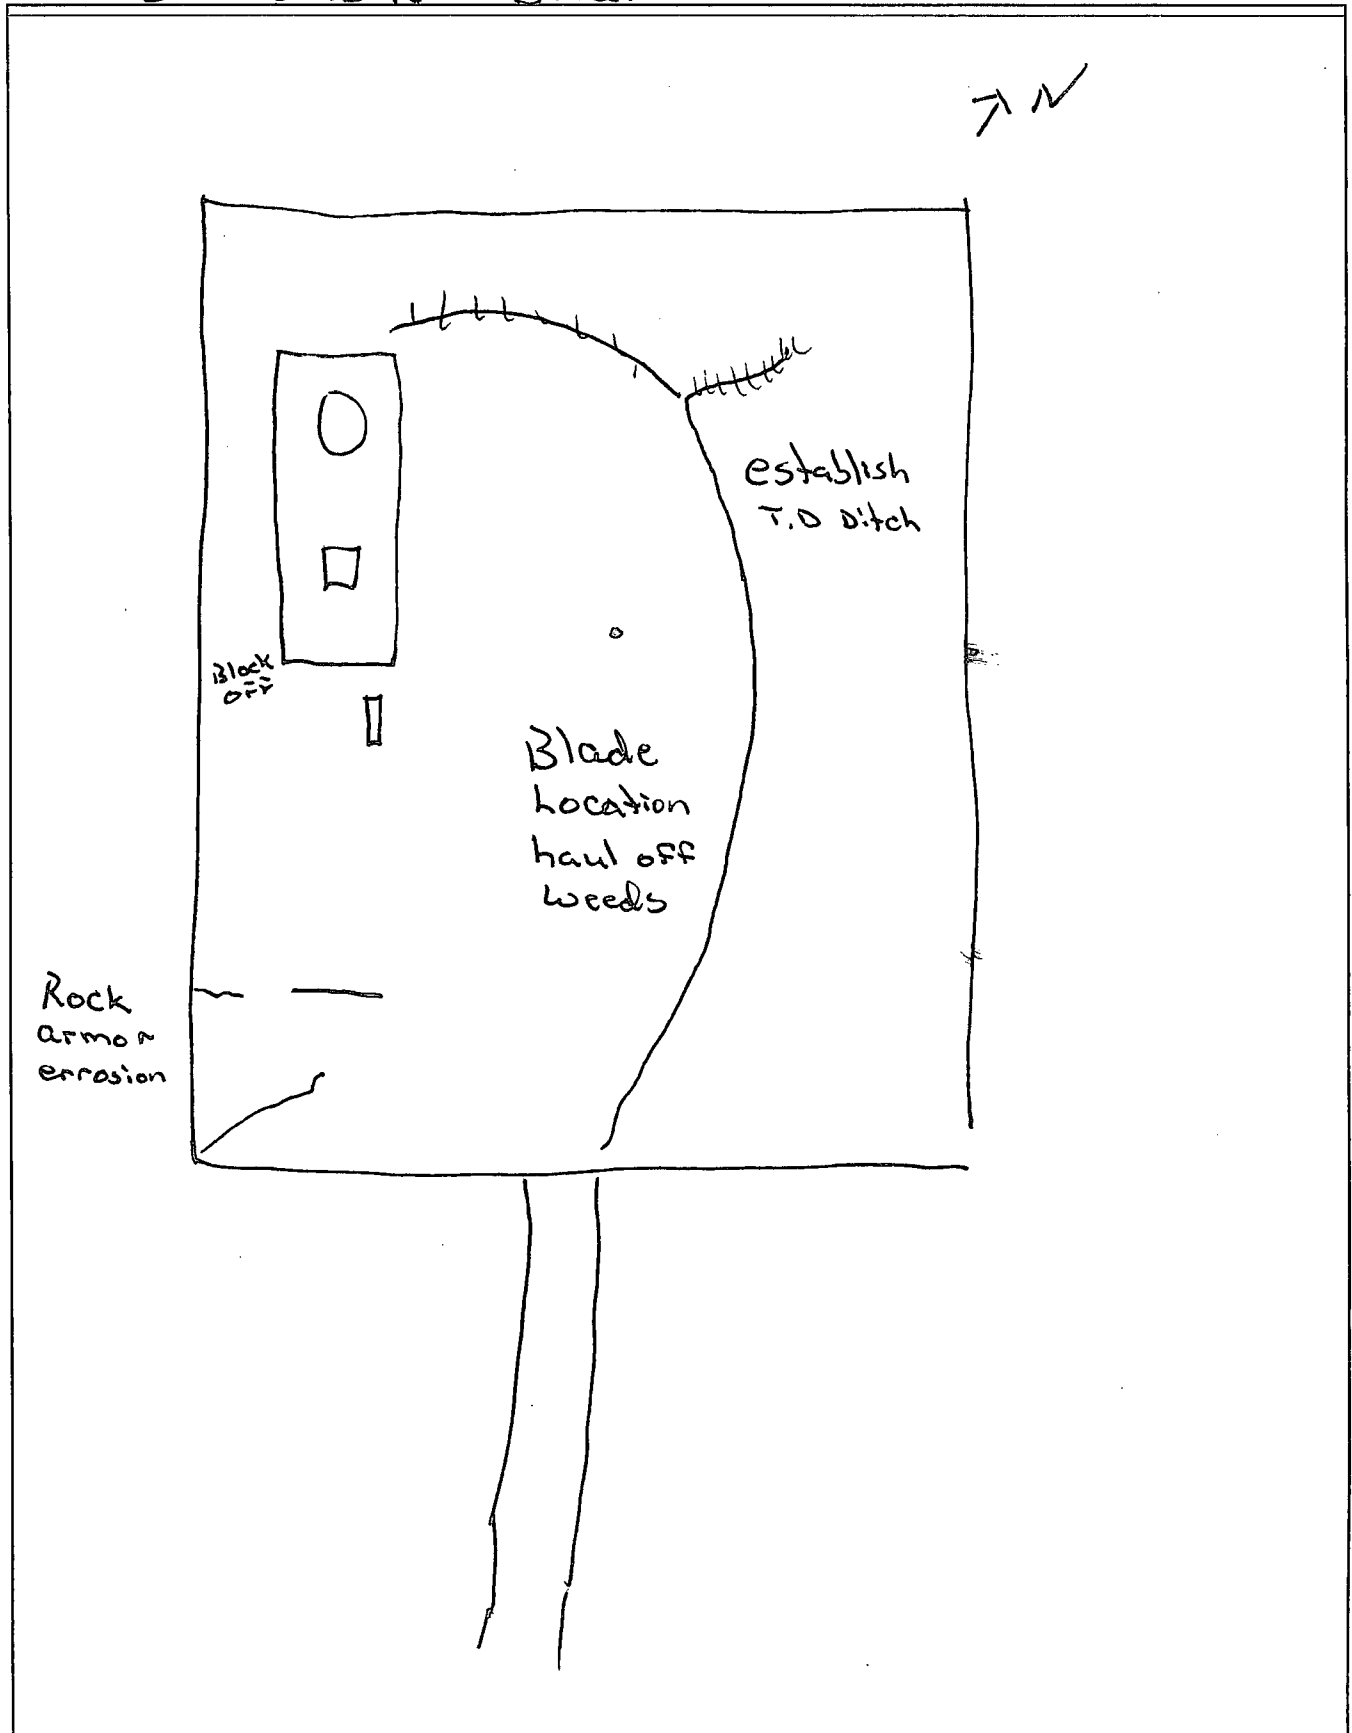 N
establish
T.D Ditch
Block
off
Blade
Location
haul off
weeds
Rock
armor
errosion